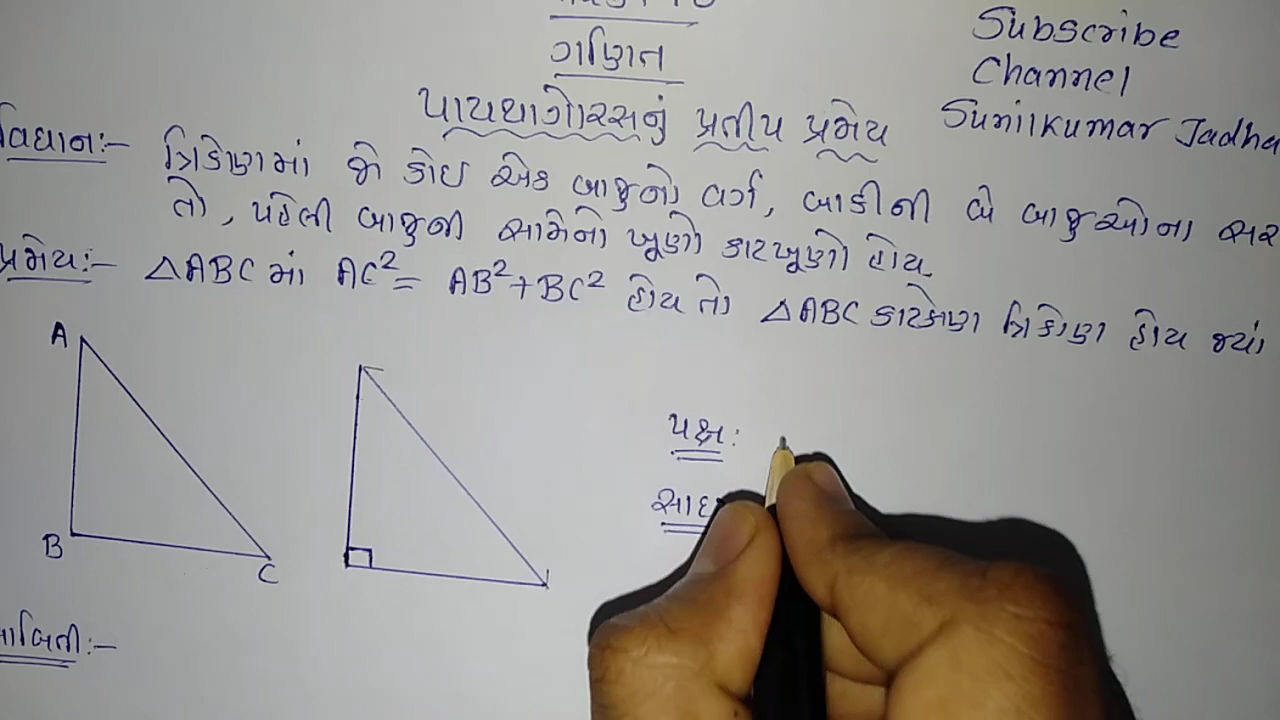 ગણિત
પાયથાગોરસનું પ્રતીપ પ્રમેય
Subscribe
Channel
Sunilkumar Jadha
વિધાન:- ત્રિકોણમાં જો કોઇ એક બાજુનો વર્ગ, બાકીની બે બાજુઓના
તો, પહેલી બાજુની સામેનો ખૂણો કાટખૂણો હોય
પ્રમેય:- △ABC માં AC² = AB² + BC² હોય તો △ABC કાટકોણ ત્રિકોણ હોય જ્યાં
A
B
C
પક્ષ: